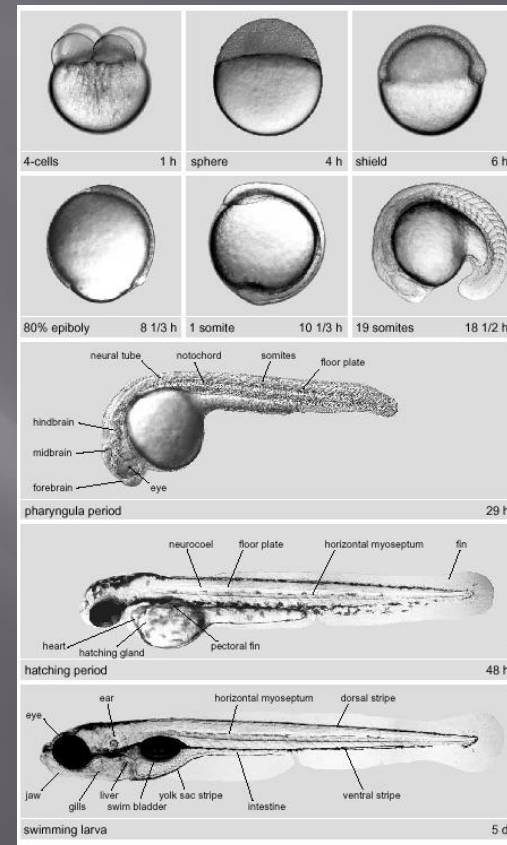 4-cells 1 h
sphere 4 h
shield 6 h
80% epiboly 8 1/3 h
1 somite 10 1/3 h
19 somites 18 1/2 h
neural tube notochord somites floor plate
hindbrain
midbrain
forebrain eye
pharyngula period 29 h
neurocoel floor plate horizontal myoseptum fin
heart
hatching gland pectoral fin
hatching period 48 h
ear horizontal myoseptum dorsal stripe
eye
jaw gills liver swim bladder yolk sac stripe intestine ventral stripe
swimming larva 5 d